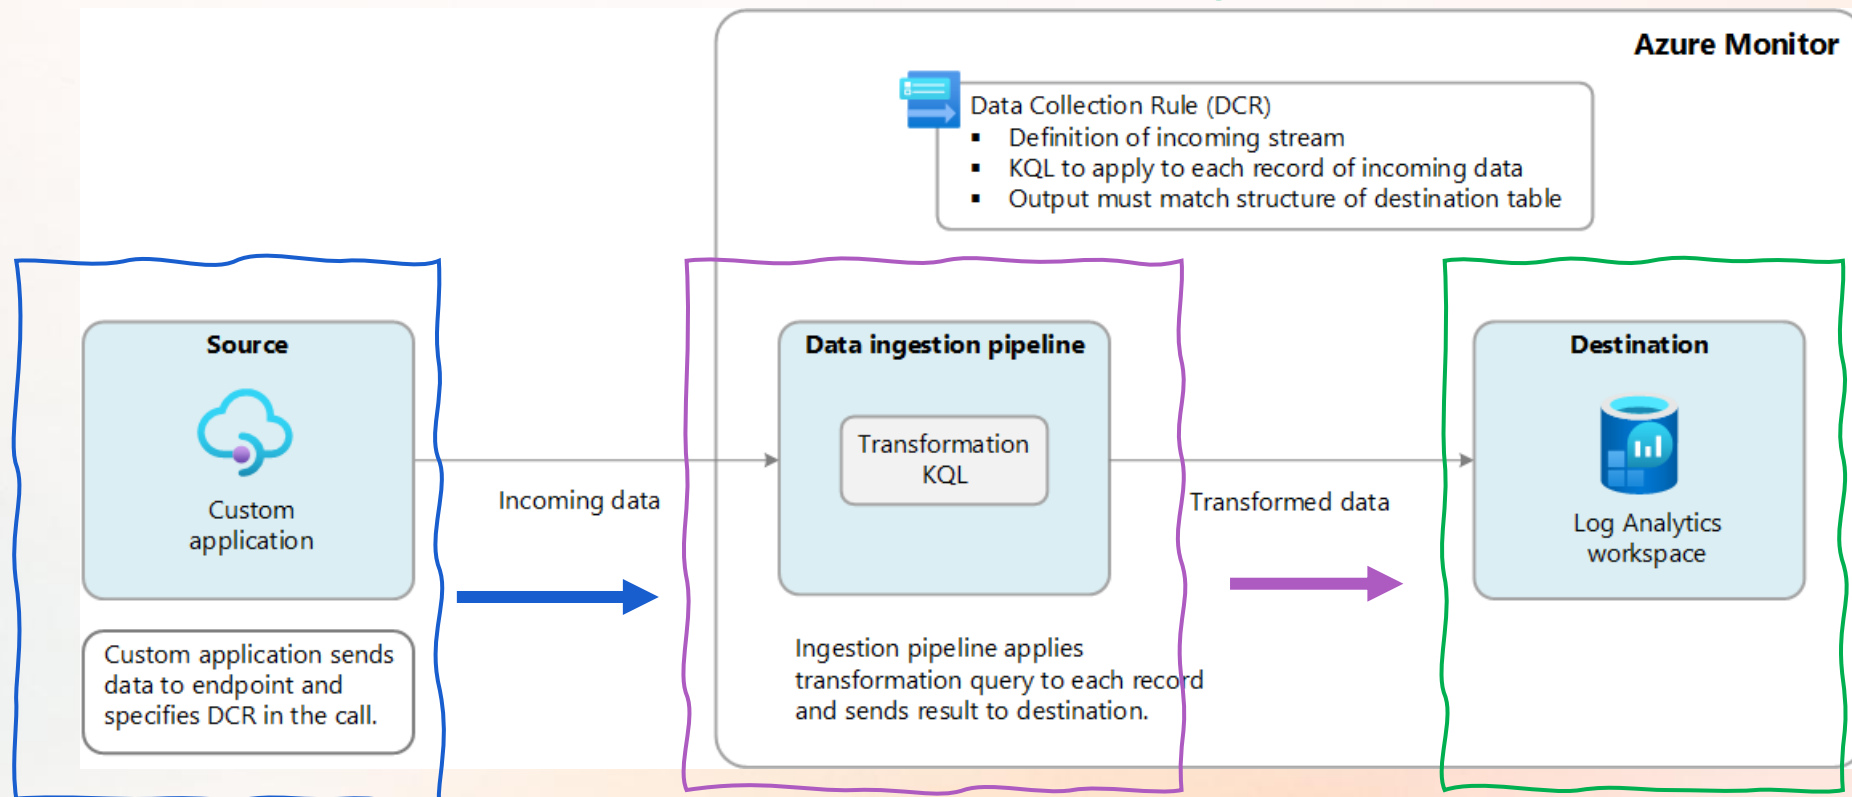 Azure Monitor
Data Collection Rule (DCR)
▪ Definition of incoming stream
▪ KQL to apply to each record of incoming data
▪ Output must match structure of destination table
Source
Custom
application
Custom application sends
data to endpoint and
specifies DCR in the call.
Incoming data
Data ingestion pipeline
Transformation
KQL
Ingestion pipeline applies
transformation query to each record
and sends result to destination.
Transformed data
Destination
Log Analytics
workspace